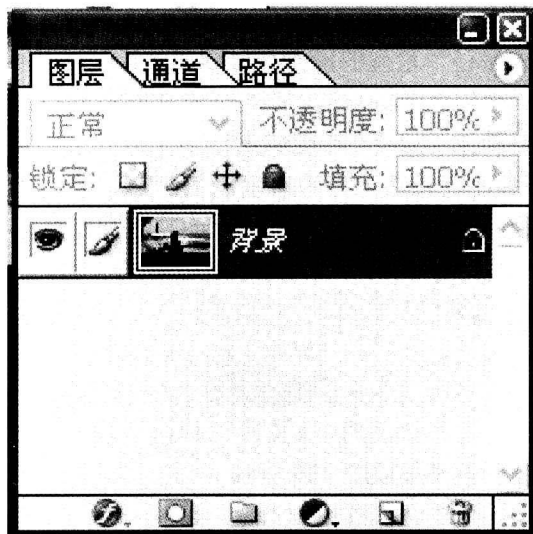 图层 通道 路径
正常 不透明度: 100%
锁定: 填充: 100%
背景